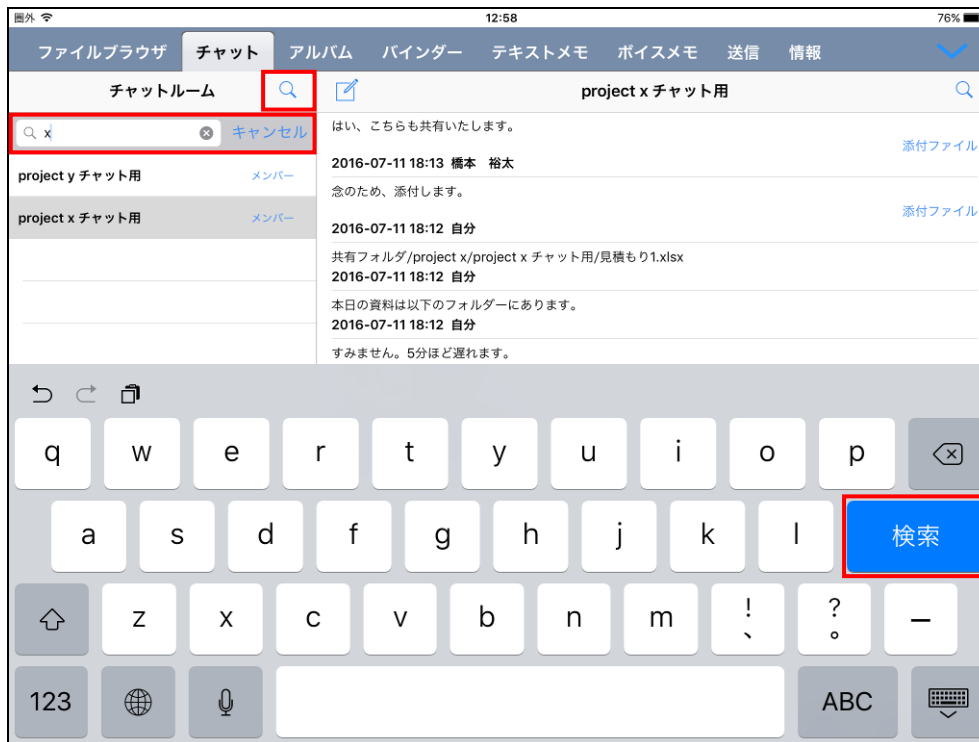 圏外 12:58 76%
ファイルブラウザ チャット アルバム バインダー テキストメモ ボイスメモ 送信 情報
チャットルーム
project x チャット用
x キャンセル
project y チャット用 メンバー
project x チャット用 メンバー
はい、こちらも共有いたします。
添付ファイル
2016-07-11 18:13 橋本 裕太
念のため、添付します。
添付ファイル
2016-07-11 18:12 自分
共有フォルダ/project x/project x チャット用/見積もり1.xlsx
2016-07-11 18:12 自分
本日の資料は以下のフォルダーにあります。
2016-07-11 18:12 自分
すみません。5分ほど遅れます。
q w e r t y u i o p
a s d f g h j k l 検索
z x c v b n m ! 、 ? 。 _
123 ABC